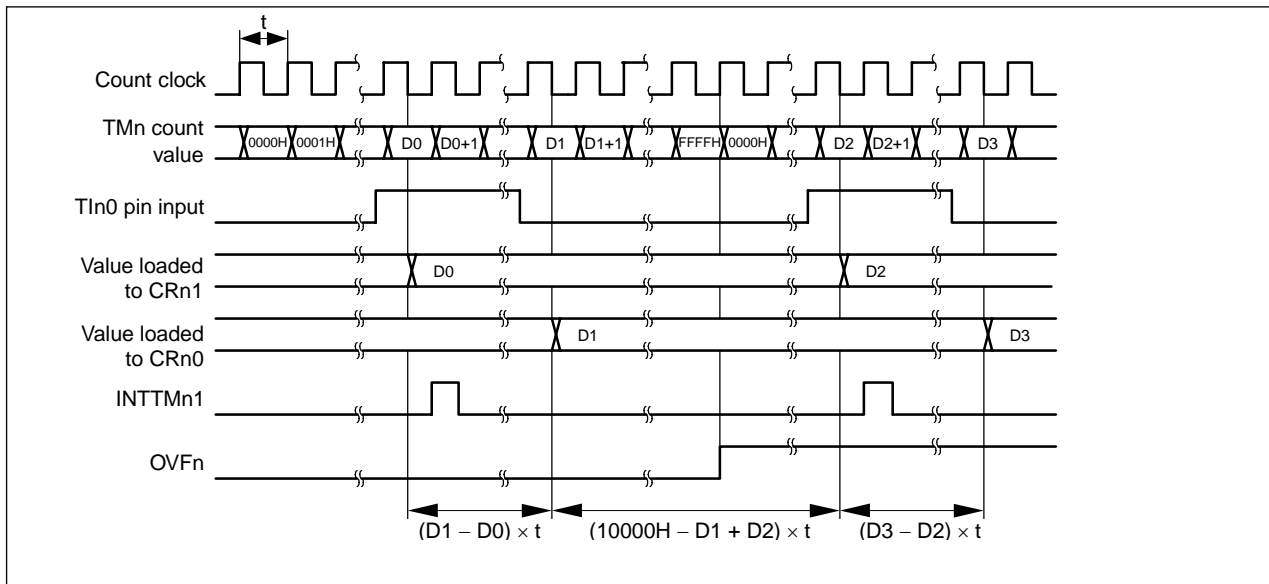 t
Count clock
TMn count
value
0000H 0001H D0 D0+1 D1 D1+1 FFFFH 0000H D2 D2+1 D3
TIn0 pin input
Value loaded
to CRn1
D0 D2
Value loaded
to CRn0
D1 D3
INTTMn1
OVFn
(D1 − D0) × t (10000H − D1 + D2) × t (D3 − D2) × t